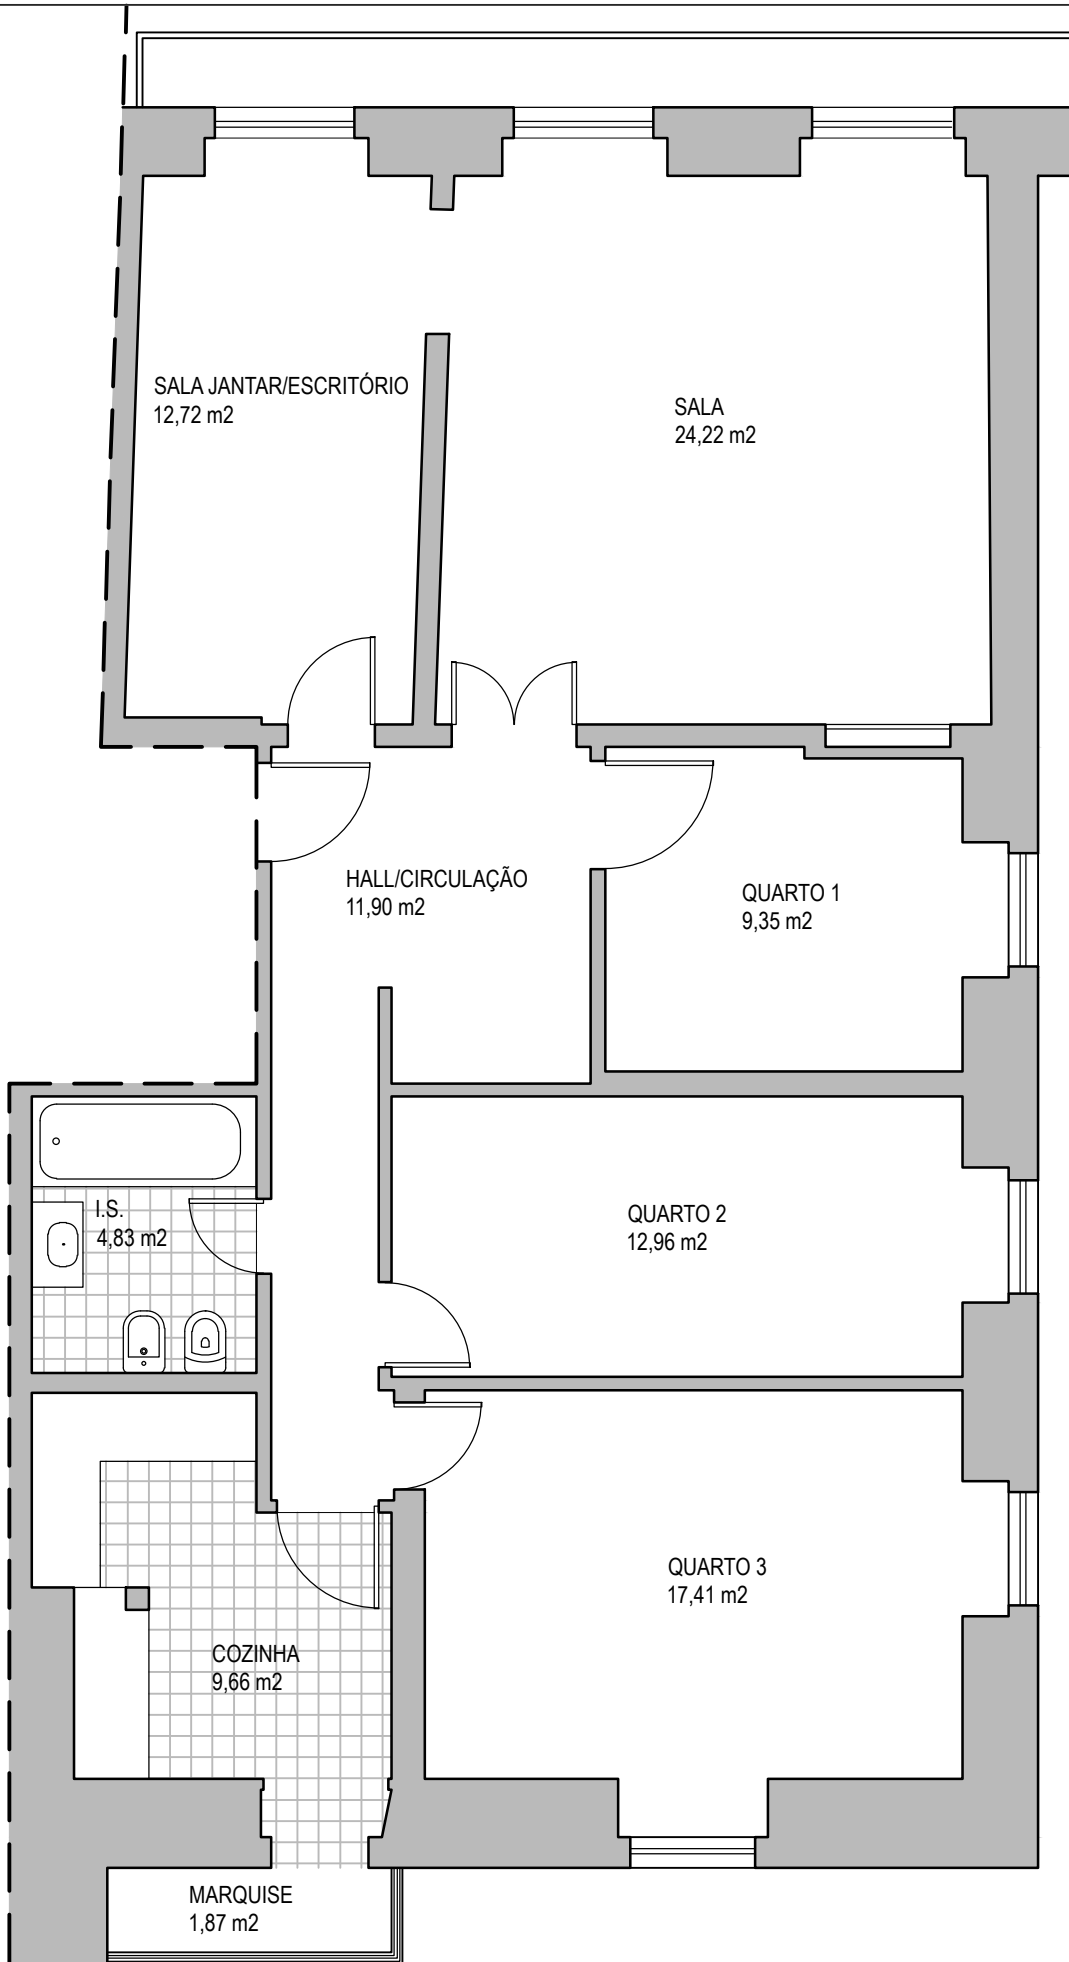 SALA JANTAR/ESCRITÓRIO
12,72 m2
SALA
24,22 m2
HALL/CIRCULAÇÃO
11,90 m2
QUARTO 1
9,35 m2
I.S.
4,83 m2
QUARTO 2
12,96 m2
QUARTO 3
17,41 m2
COZINHA
9,66 m2
MARQUISE
1,87 m2